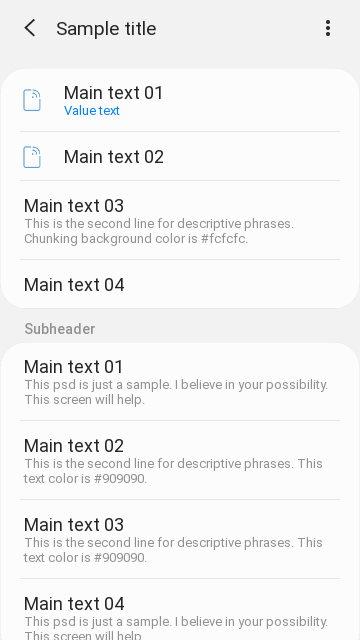 Sample title
Main text 01
Value text
Main text 02
Main text 03
This is the second line for descriptive phrases.
Chunking background color is #fcfcfc.
Main text 04
Subheader
Main text 01
This psd is just a sample. I believe in your possibility.
This screen will help.
Main text 02
This is the second line for descriptive phrases. This
text color is #909090.
Main text 03
This is the second line for descriptive phrases. This
text color is #909090.
Main text 04
This psd is just a sample. I believe in your possibility.
This screen will help.